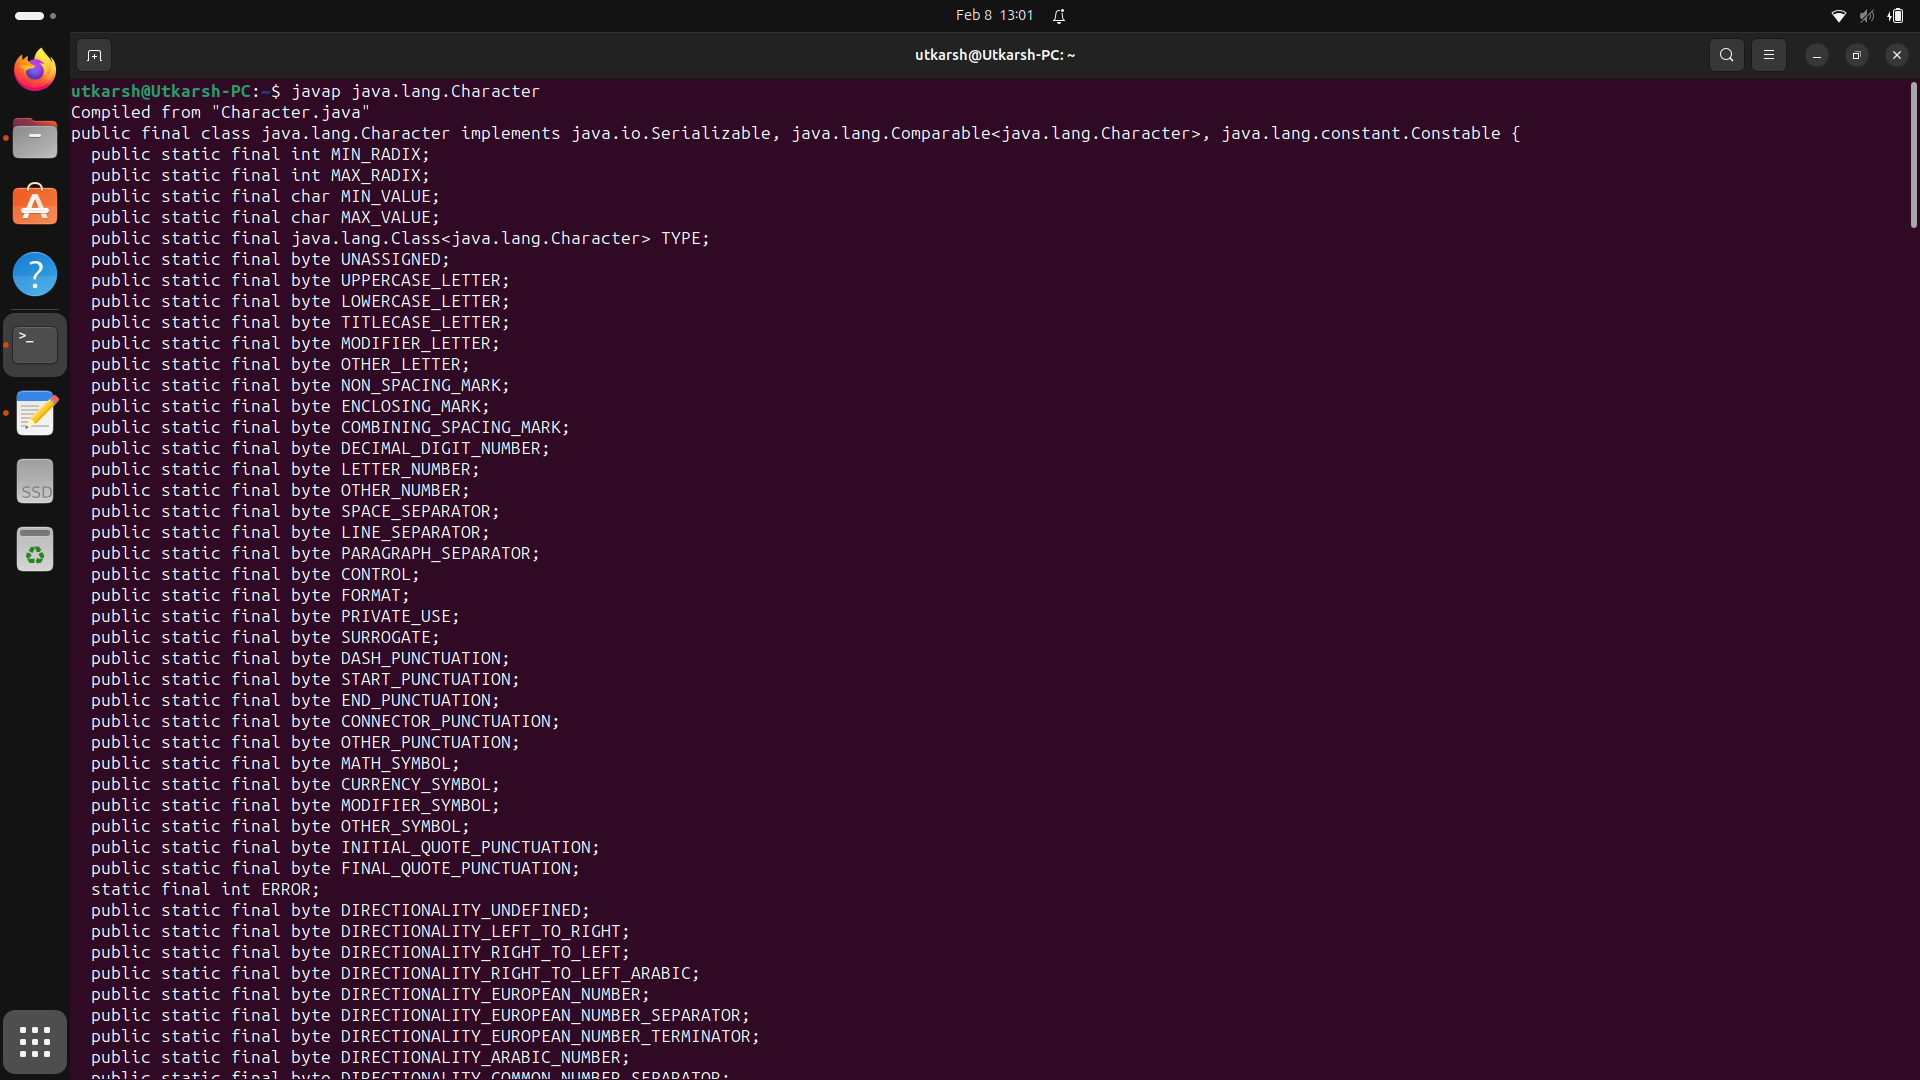 Feb 8 13:01
utkarsh@Utkarsh-PC: ~
utkarsh@Utkarsh-PC:~$ javap java.lang.Character
Compiled from "Character.java"
public final class java.lang.Character implements java.io.Serializable, java.lang.Comparable<java.lang.Character>, java.lang.constant.Constable {
  public static final int MIN_RADIX;
  public static final int MAX_RADIX;
  public static final char MIN_VALUE;
  public static final char MAX_VALUE;
  public static final java.lang.Class<java.lang.Character> TYPE;
  public static final byte UNASSIGNED;
  public static final byte UPPERCASE_LETTER;
  public static final byte LOWERCASE_LETTER;
  public static final byte TITLECASE_LETTER;
  public static final byte MODIFIER_LETTER;
  public static final byte OTHER_LETTER;
  public static final byte NON_SPACING_MARK;
  public static final byte ENCLOSING_MARK;
  public static final byte COMBINING_SPACING_MARK;
  public static final byte DECIMAL_DIGIT_NUMBER;
  public static final byte LETTER_NUMBER;
  public static final byte OTHER_NUMBER;
  public static final byte SPACE_SEPARATOR;
  public static final byte LINE_SEPARATOR;
  public static final byte PARAGRAPH_SEPARATOR;
  public static final byte CONTROL;
  public static final byte FORMAT;
  public static final byte PRIVATE_USE;
  public static final byte SURROGATE;
  public static final byte DASH_PUNCTUATION;
  public static final byte START_PUNCTUATION;
  public static final byte END_PUNCTUATION;
  public static final byte CONNECTOR_PUNCTUATION;
  public static final byte OTHER_PUNCTUATION;
  public static final byte MATH_SYMBOL;
  public static final byte CURRENCY_SYMBOL;
  public static final byte MODIFIER_SYMBOL;
  public static final byte OTHER_SYMBOL;
  public static final byte INITIAL_QUOTE_PUNCTUATION;
  public static final byte FINAL_QUOTE_PUNCTUATION;
  static final int ERROR;
  public static final byte DIRECTIONALITY_UNDEFINED;
  public static final byte DIRECTIONALITY_LEFT_TO_RIGHT;
  public static final byte DIRECTIONALITY_RIGHT_TO_LEFT;
  public static final byte DIRECTIONALITY_RIGHT_TO_LEFT_ARABIC;
  public static final byte DIRECTIONALITY_EUROPEAN_NUMBER;
  public static final byte DIRECTIONALITY_EUROPEAN_NUMBER_SEPARATOR;
  public static final byte DIRECTIONALITY_EUROPEAN_NUMBER_TERMINATOR;
  public static final byte DIRECTIONALITY_ARABIC_NUMBER;
  public static final byte DIRECTIONALITY_COMMON_NUMBER_SEPARATOR;
SSD